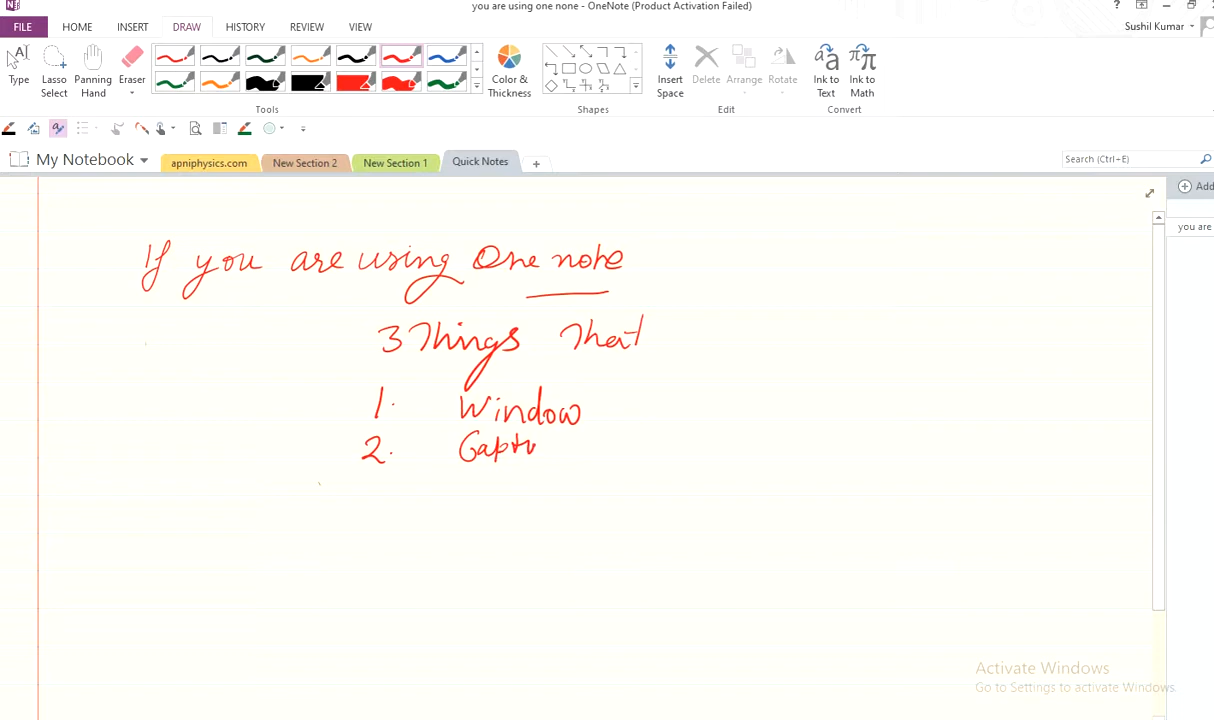 you are using one none - OneNote (Product Activation Failed)
?
FILE HOME INSERT DRAW HISTORY REVIEW VIEW
Sushil Kumar
Type
Lasso Select
Panning Hand
Eraser
Color & Thickness
Insert Space
Delete
Arrange
Rotate
Ink to Text
Ink to Math
Tools
Shapes
Edit
Convert
My Notebook
apniphysics.com
New Section 2
New Section 1
Quick Notes
Search (Ctrl+E)
Add
you are
If you are using One note
3 Things That
1. Window
2. Captu
Activate Windows
Go to Settings to activate Windows.